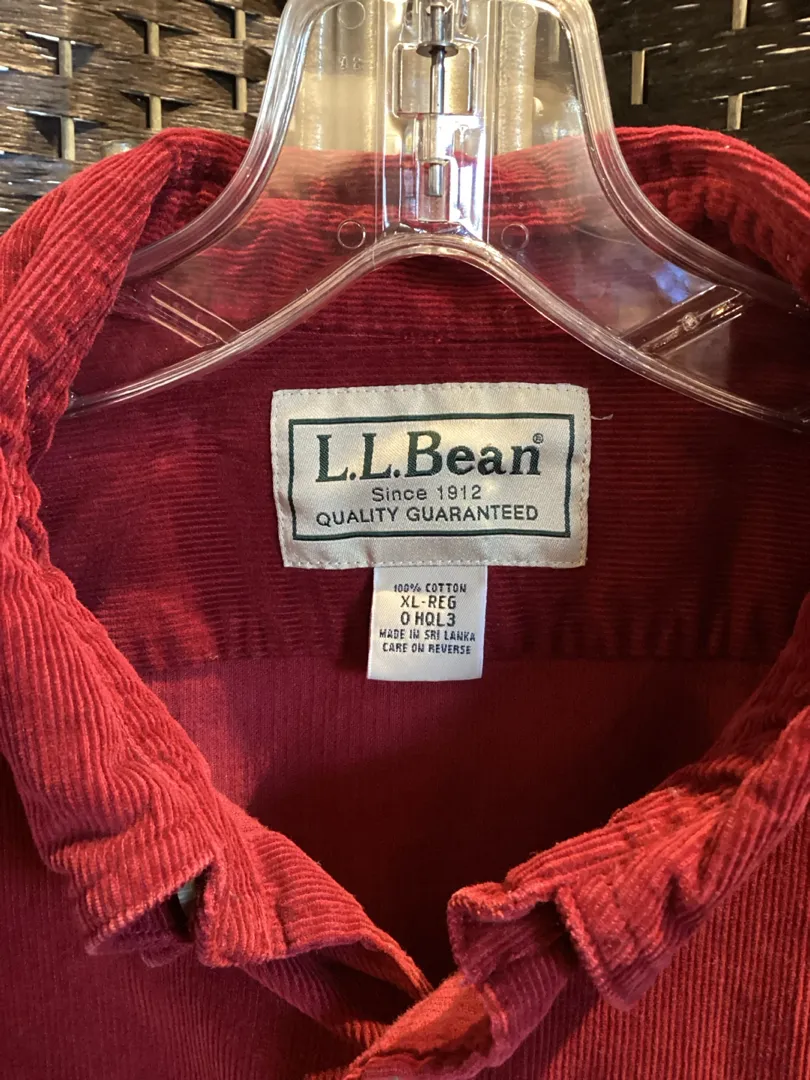 L.L.Bean®
Since 1912
QUALITY GUARANTEED
100% COTTON
XL-REG
0 HQL3
MADE IN SRI LANKA
CARE ON REVERSE